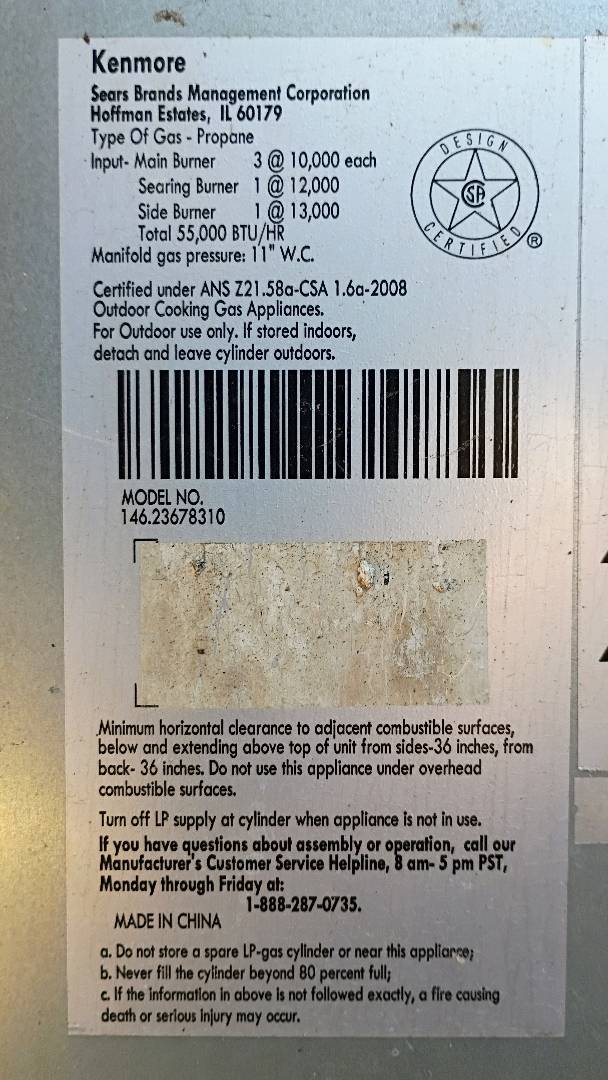 Kenmore
Sears Brands Management Corporation
Hoffman Estates, IL 60179
Type Of Gas - Propane
Input- Main Burner 3 @ 10,000 each
Searing Burner 1 @ 12,000
Side Burner 1 @ 13,000
Total 55,000 BTU/HR
Manifold gas pressure: 11" W.C.
DESIGN
SA
CERTIFIED
®
Certified under ANS Z21.58a-CSA 1.6a-2008
Outdoor Cooking Gas Appliances.
For Outdoor use only. If stored indoors,
detach and leave cylinder outdoors.
MODEL NO.
146.23678310
Minimum horizontal clearance to adjacent combustible surfaces,
below and extending above top of unit from sides-36 inches, from
back- 36 inches. Do not use this appliance under overhead
combustible surfaces.
Turn off LP supply at cylinder when appliance is not in use.
If you have questions about assembly or operation, call our
Manufacturer's Customer Service Helpline, 8 am- 5 pm PST,
Monday through Friday at:
1-888-287-0735.
MADE IN CHINA
a. Do not store a spare LP-gas cylinder or near this appliance;
b. Never fill the cylinder beyond 80 percent full;
c. If the information in above is not followed exactly, a fire causing
death or serious injury may occur.